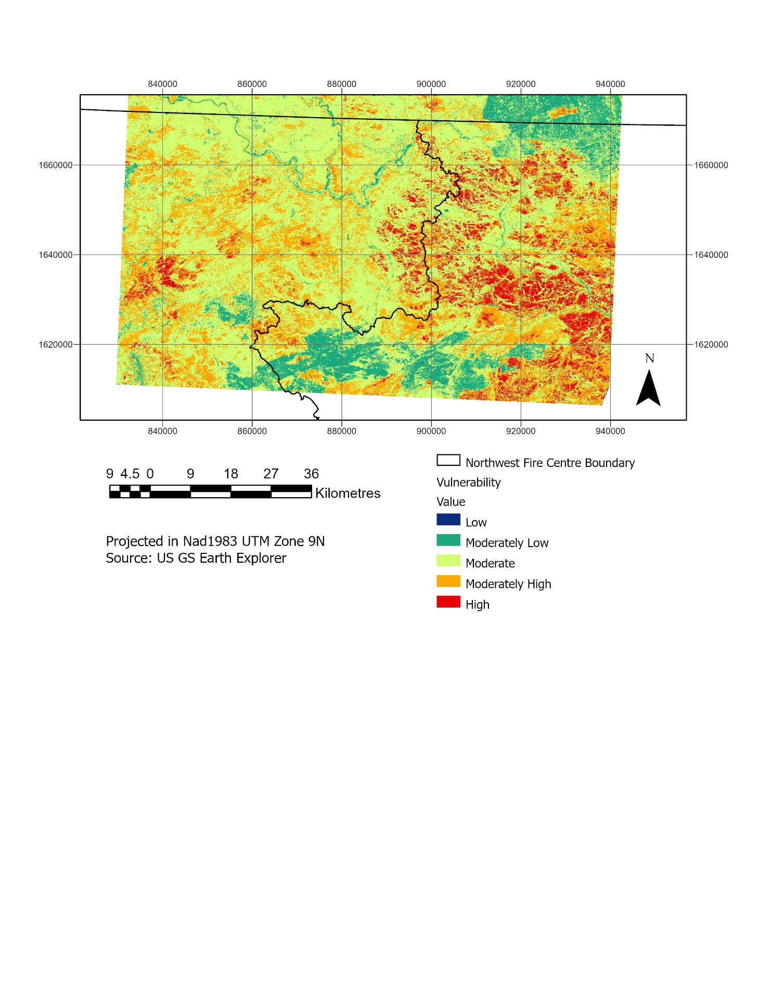 840000 860000 880000 900000 920000 940000
1660000 1660000
1640000 1640000
1620000 1620000
N
840000 860000 880000 900000 920000 940000
9 4.5 0 9 18 27 36
Kilometres
Projected in Nad1983 UTM Zone 9N
Source: US GS Earth Explorer
Northwest Fire Centre Boundary
Vulnerability
Value
Low
Moderately Low
Moderate
Moderately High
High